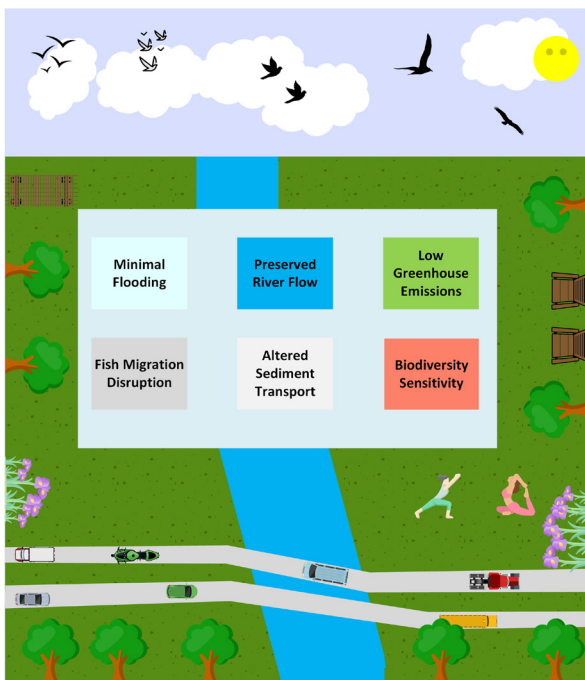 Minimal
Flooding
Preserved
River Flow
Low
Greenhouse
Emissions
Fish Migration
Disruption
Altered
Sediment
Transport
Biodiversity
Sensitivity